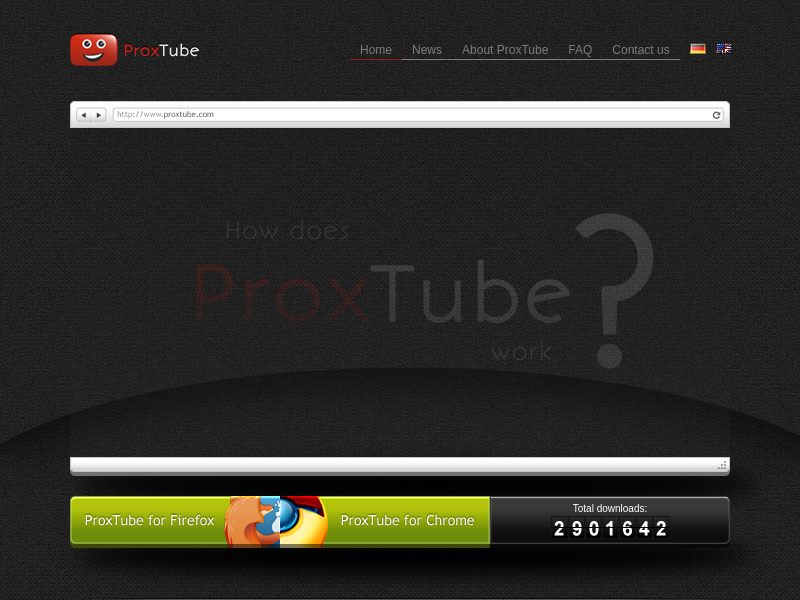 ProxTube
Home News About ProxTube FAQ Contact us
http://www.proxtube.com
How does
ProxTube?
work
ProxTube for Firefox
ProxTube for Chrome
Total downloads:
2901642